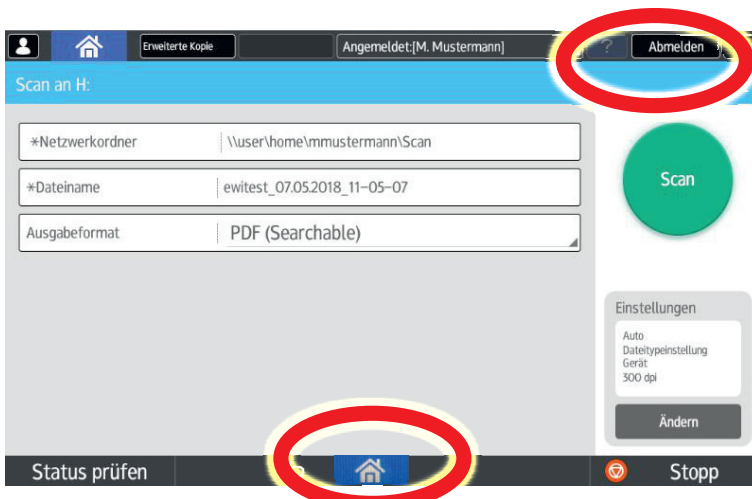 Erweiterte Kopie
Angemeldet:[M. Mustermann]
?
Abmelden
Scan an H:
*Netzwerkordner \\user\home\mmustermann\Scan
*Dateiname ewitest_07.05.2018_11-05-07
Ausgabeformat PDF (Searchable)
Scan
Einstellungen
Auto
Dateitypeinstellung
Gerät
300 dpi
Ändern
Status prüfen
Stopp